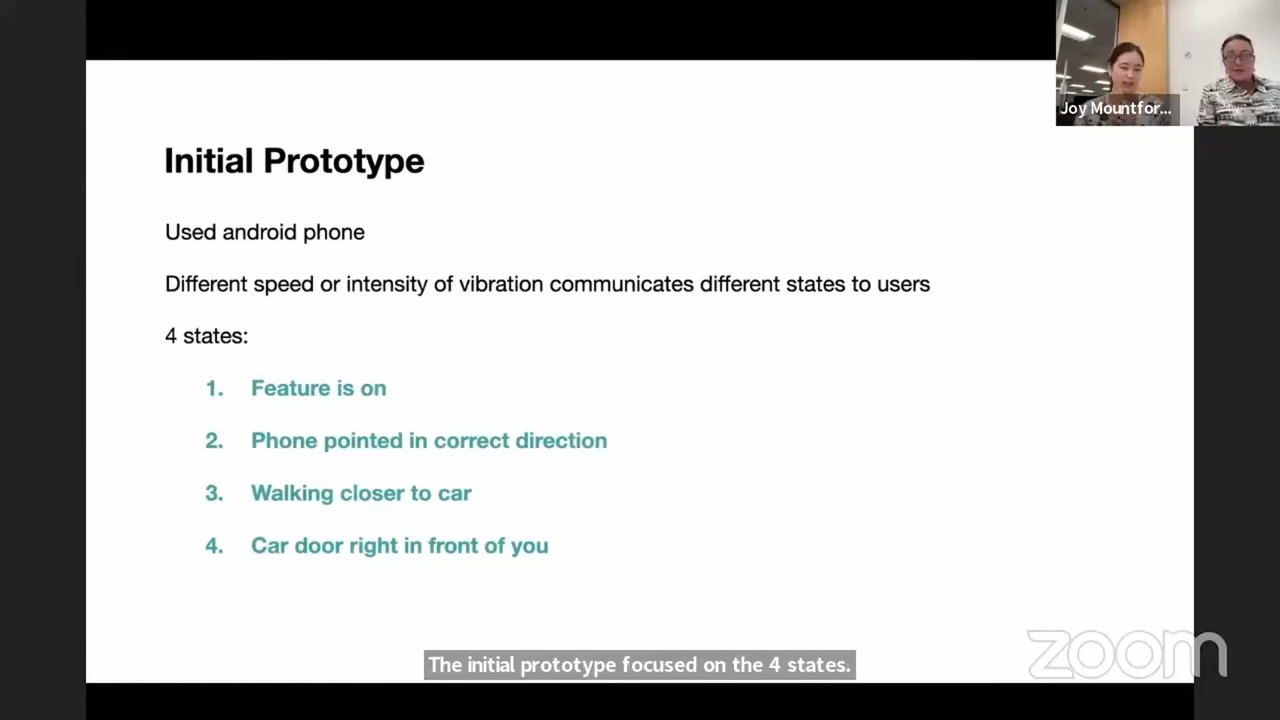 Joy Mountfor...
Initial Prototype
Used android phone
Different speed or intensity of vibration communicates different states to users
4 states:
1. Feature is on
2. Phone pointed in correct direction
3. Walking closer to car
4. Car door right in front of you
The initial prototype focused on the 4 states.
zoom